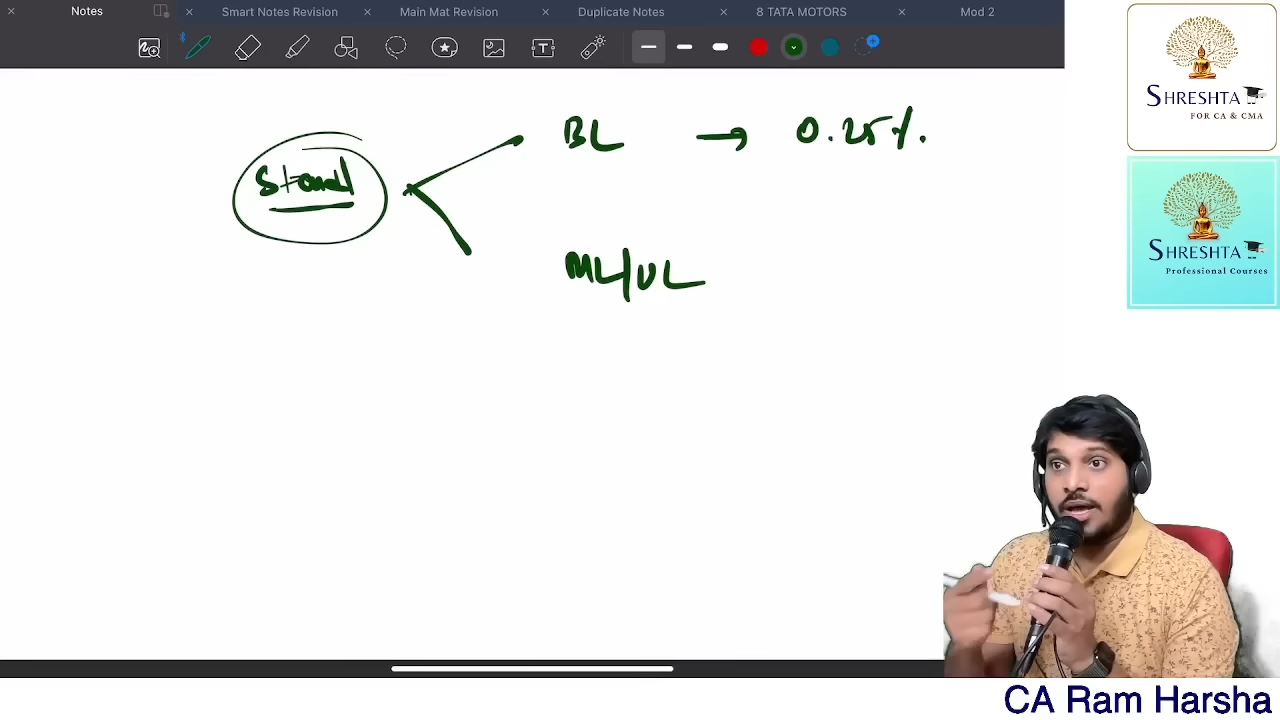 Notes Smart Notes Revision Main Mat Revision Duplicate Notes 8 TATA MOTORS Mod 2
SHRESHTA
FOR CA & CMA
BL → 0.25%.
Stand
ML/UL
SHRESHTA
Professional Courses
CA Ram Harsha